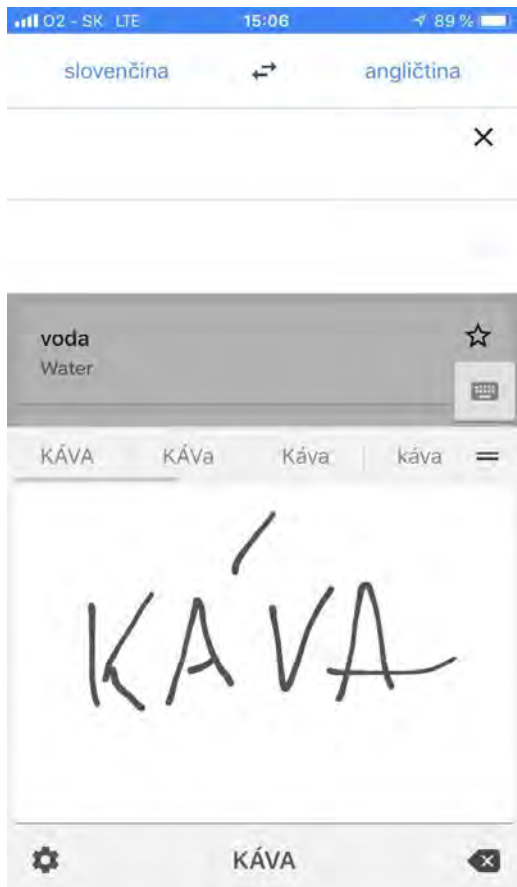 O2 - SK LTE 15:06 89 %
slovenčina angličtina
voda
Water
KÁVA KÁVa Káva káva
KÁVA
KÁVA